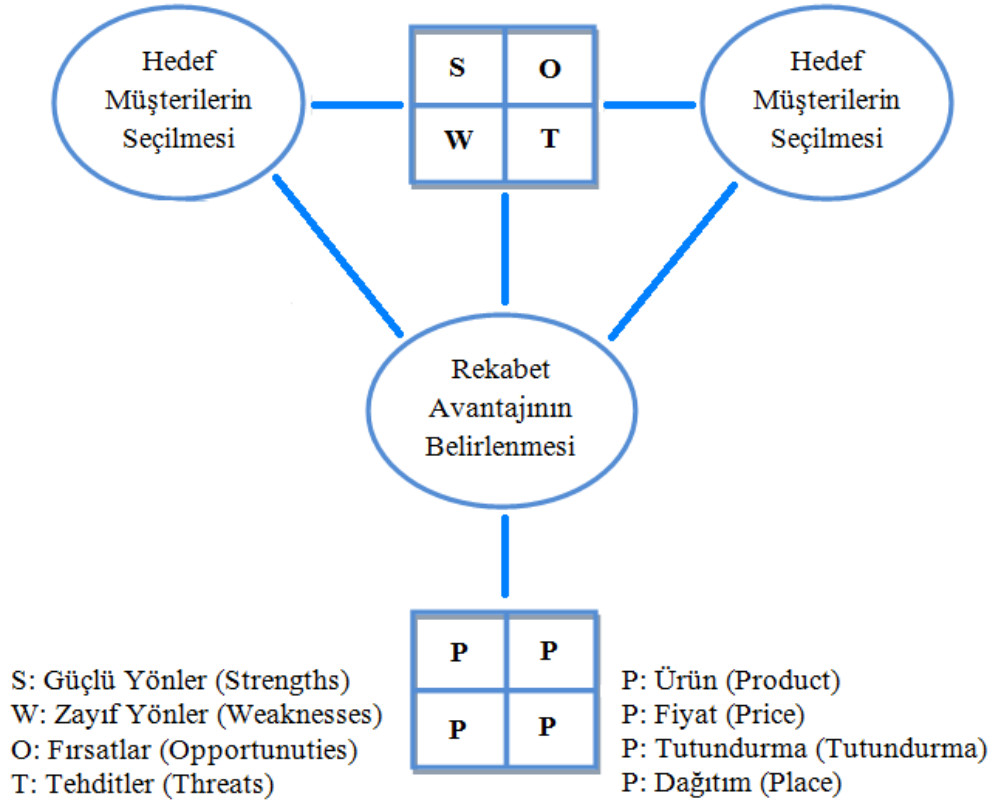 Hedef
Müşterilerin
Seçilmesi
S O
W T
Hedef
Müşterilerin
Seçilmesi
Rekabet
Avantajının
Belirlenmesi
P P
P P
S: Güçlü Yönler (Strengths)
W: Zayıf Yönler (Weaknesses)
O: Fırsatlar (Opportunuties)
T: Tehditler (Threats)
P: Ürün (Product)
P: Fiyat (Price)
P: Tutundurma (Tutundurma)
P: Dağıtım (Place)